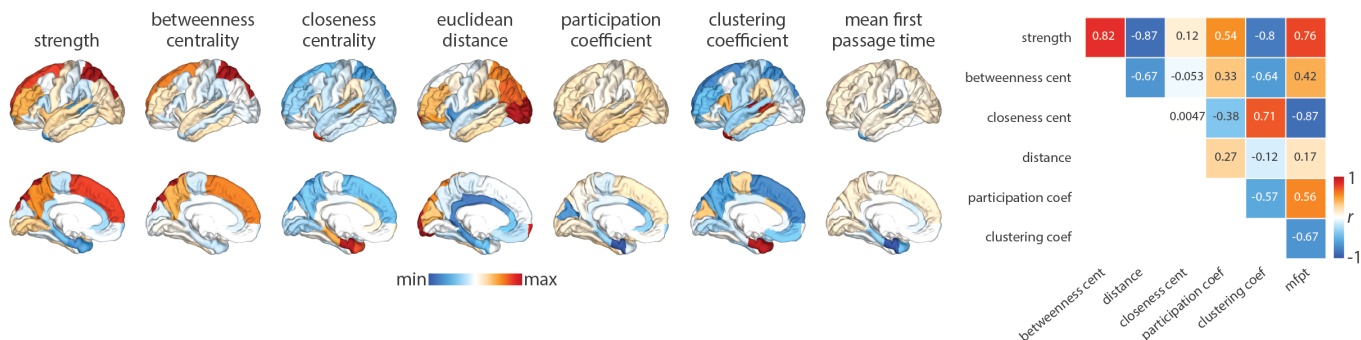 strength
betweenness
centrality
closeness
centrality
euclidean
distance
participation
coefficient
clustering
coefficient
mean first
passage time
min
max
strength
0.82
-0.87
0.12
0.54
-0.8
0.76
betweenness cent
-0.67
-0.053
0.33
-0.64
0.42
closeness cent
0.0047
-0.38
0.71
-0.87
distance
0.27
-0.12
0.17
participation coef
-0.57
0.56
clustering coef
-0.67
1
r
-1
betweenness cent
distance
closeness cent
participation coef
clustering coef
mfpt